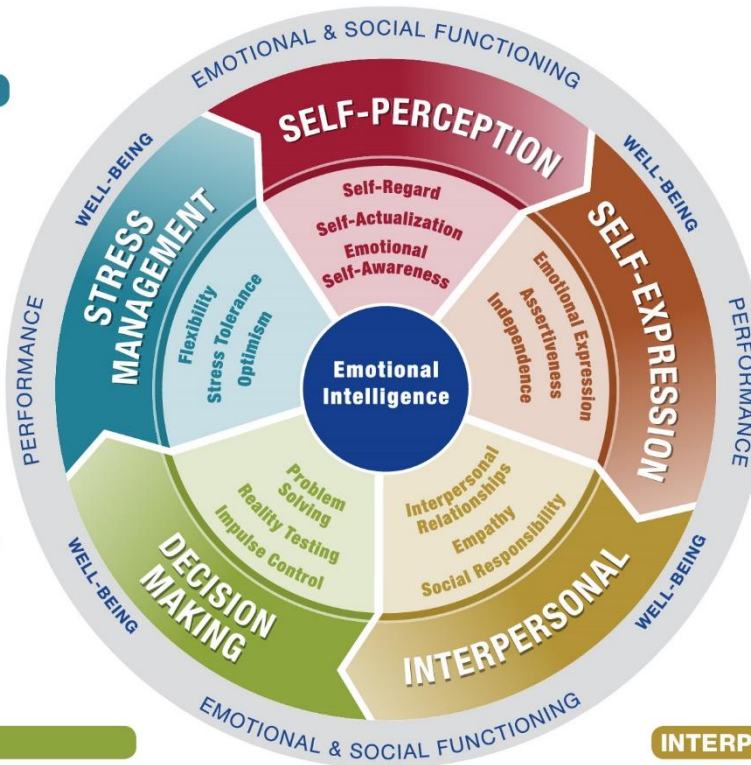 EMOTIONAL & SOCIAL FUNCTIONING
WELL-BEING
WELL-BEING
PERFORMANCE
PERFORMANCE
WELL-BEING
WELL-BEING
EMOTIONAL & SOCIAL FUNCTIONING
SELF-PERCEPTION
Self-Regard
Self-Actualization
Emotional
Self-Awareness
SELF-EXPRESSION
Emotional Expression
Assertiveness
Independence
INTERPERSONAL
Interpersonal
Relationships
Empathy
Social Responsibility
DECISION
MAKING
Problem
Solving
Reality Testing
Impulse Control
STRESS
MANAGEMENT
Flexibility
Stress Tolerance
Optimism
Emotional
Intelligence
INTERP